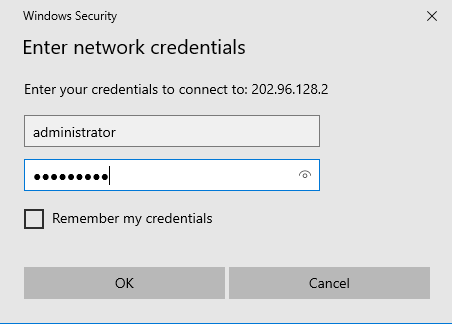 Windows Security
Enter network credentials
Enter your credentials to connect to: 202.96.128.2
administrator
●●●●●●●●●
Remember my credentials
OK
Cancel